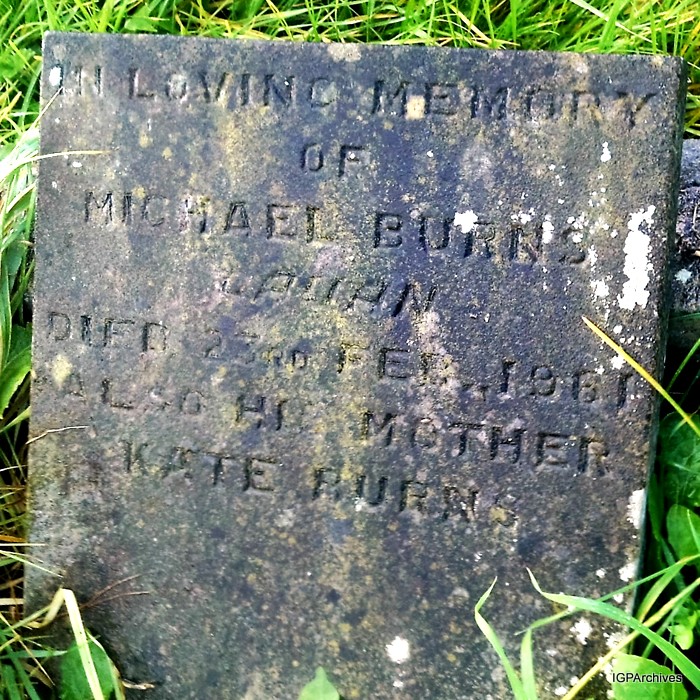 IN LOVING MEMORY
OF
MICHAEL BURNS
DIED 23RD FEB. 1961
ALSO HIS MOTHER
KATE BURNS
IGPArchives